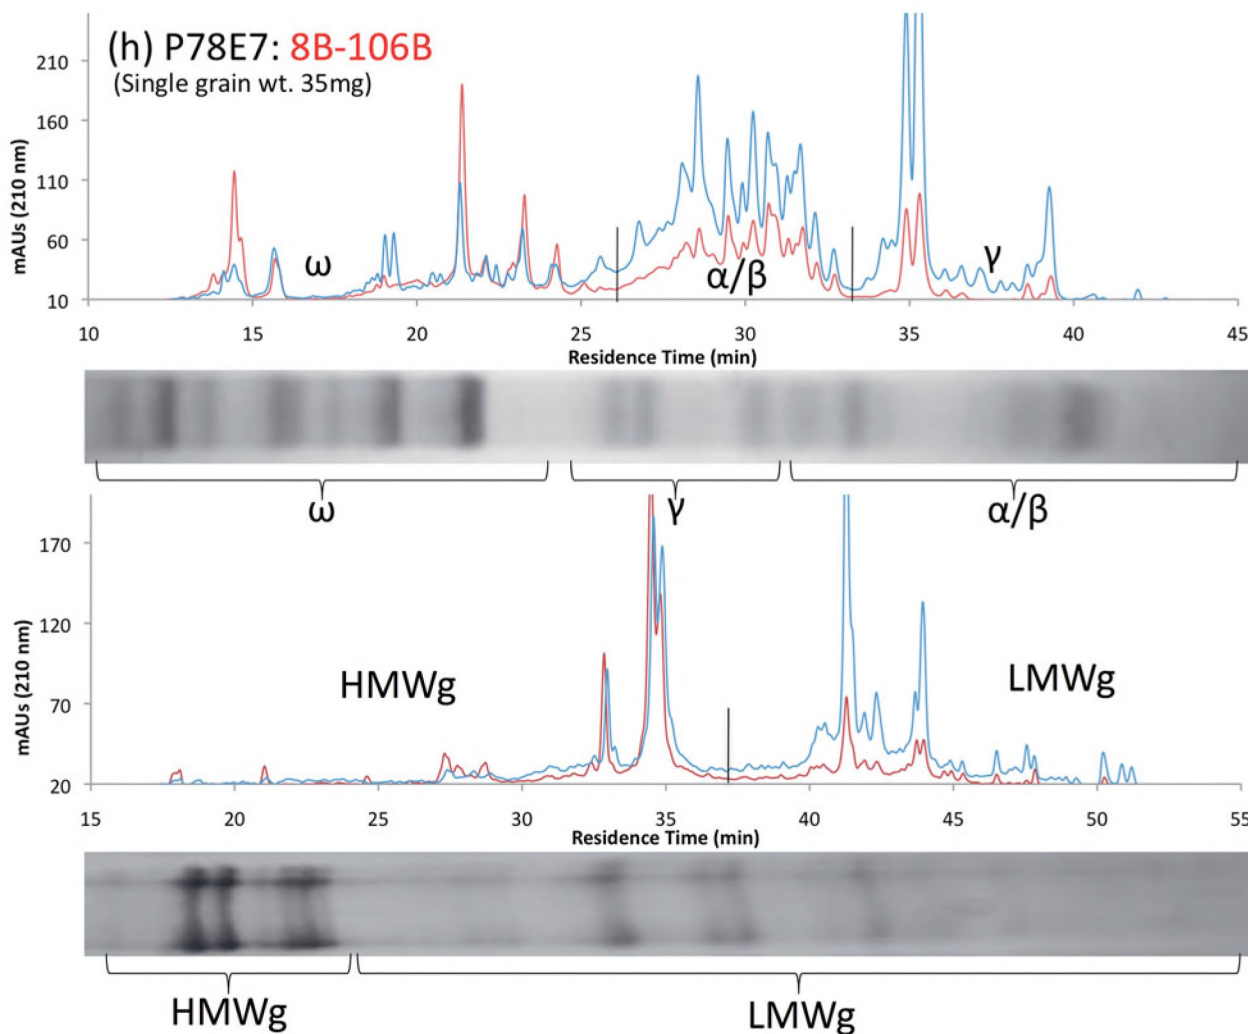 (h) P78E7: 8B-106B
(Single grain wt. 35mg)
mAUs (210 nm)
210
160
110
60
10
ω
α/β
γ
10 15 20 25 30 35 40 45
Residence Time (min)
ω γ α/β
mAUs (210 nm)
170
120
70
20
HMWg
LMWg
15 20 25 30 35 40 45 50 55
Residence Time (min)
HMWg LMWg